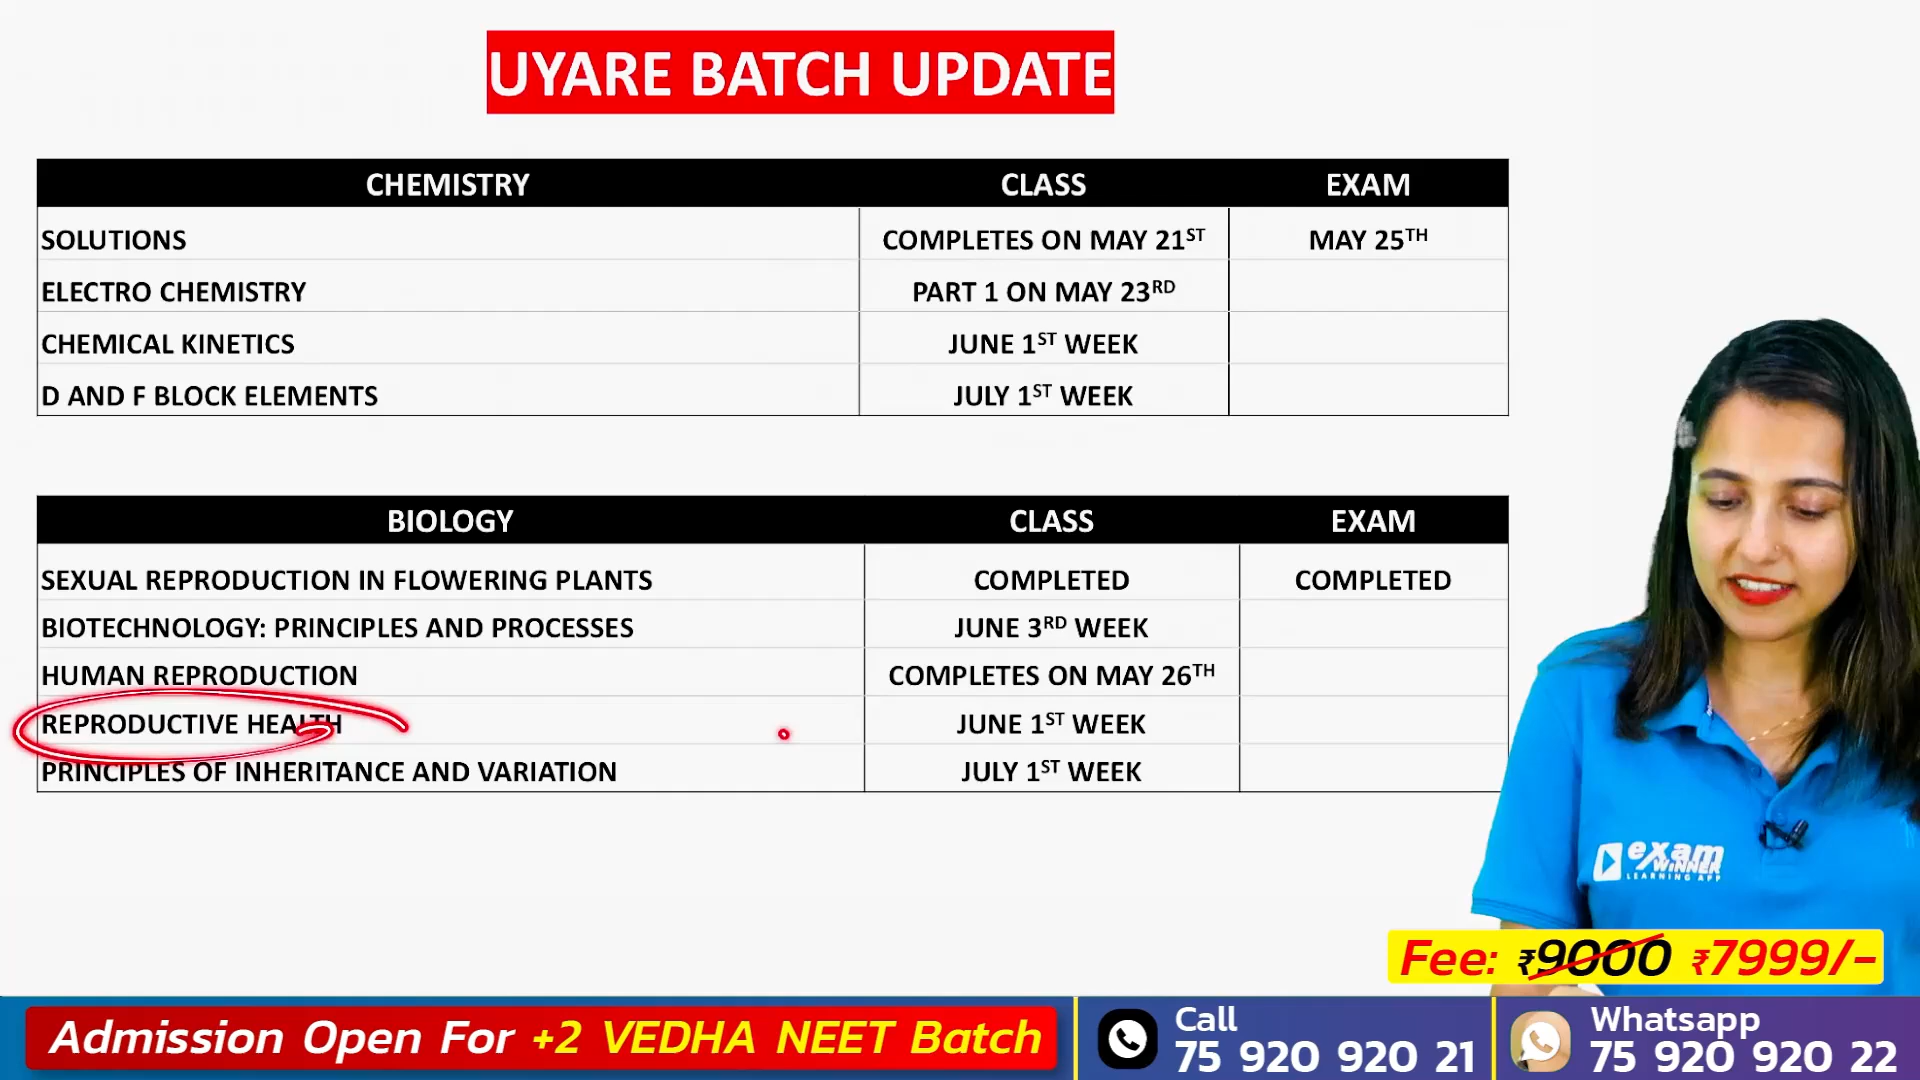 UYARE BATCH UPDATE
CHEMISTRY CLASS EXAM
SOLUTIONS COMPLETES ON MAY 21ST MAY 25TH
ELECTRO CHEMISTRY PART 1 ON MAY 23RD
CHEMICAL KINETICS JUNE 1ST WEEK
D AND F BLOCK ELEMENTS JULY 1ST WEEK
BIOLOGY CLASS EXAM
SEXUAL REPRODUCTION IN FLOWERING PLANTS COMPLETED COMPLETED
BIOTECHNOLOGY: PRINCIPLES AND PROCESSES JUNE 3RD WEEK
HUMAN REPRODUCTION COMPLETES ON MAY 26TH
REPRODUCTIVE HEALTH JUNE 1ST WEEK
PRINCIPLES OF INHERITANCE AND VARIATION JULY 1ST WEEK
exam
WINNER
LEARNING APP
Fee: ₹9000 ₹7999/-
Admission Open For +2 VEDHA NEET Batch
Call
75 920 920 21
Whatsapp
75 920 920 22